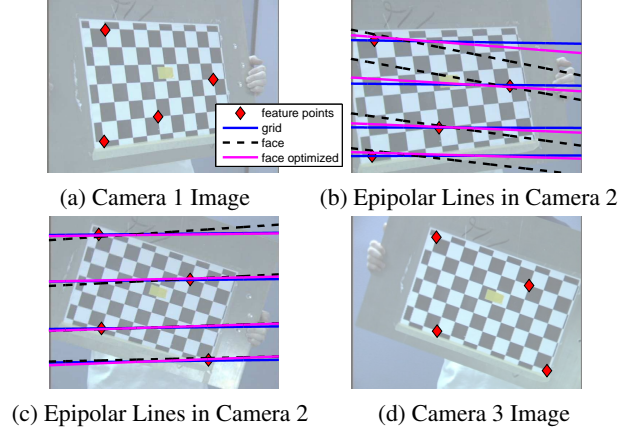 feature points
grid
face
face optimized
(a) Camera 1 Image
(b) Epipolar Lines in Camera 2
(c) Epipolar Lines in Camera 2
(d) Camera 3 Image